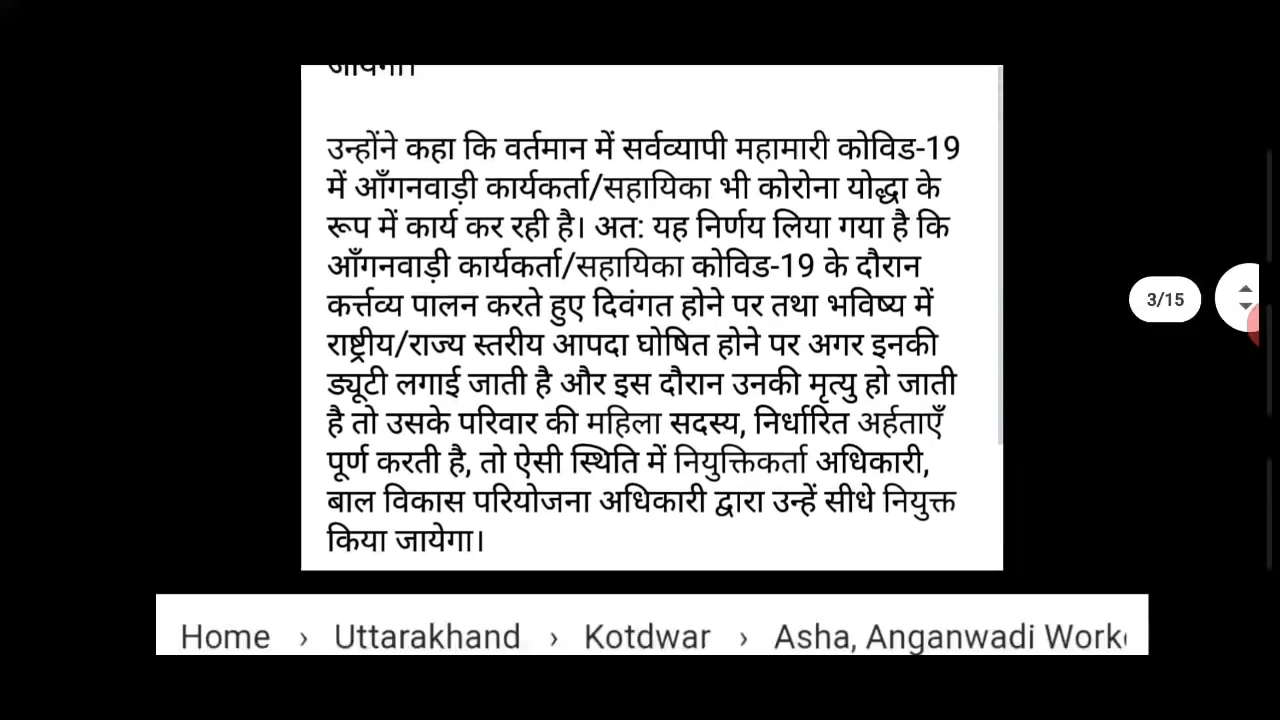 जायेगा।
उन्होंने कहा कि वर्तमान में सर्वव्यापी महामारी कोविड-19
में आँगनवाड़ी कार्यकर्ता/सहायिका भी कोरोना योद्धा के
रूप में कार्य कर रही है। अत: यह निर्णय लिया गया है कि
आँगनवाड़ी कार्यकर्ता/सहायिका कोविड-19 के दौरान
कर्त्तव्य पालन करते हुए दिवंगत होने पर तथा भविष्य में
राष्ट्रीय/राज्य स्तरीय आपदा घोषित होने पर अगर इनकी
ड्यूटी लगाई जाती है और इस दौरान उनकी मृत्यु हो जाती
है तो उसके परिवार की महिला सदस्य, निर्धारित अर्हताएँ
पूर्ण करती है, तो ऐसी स्थिति में नियुक्तिकर्ता अधिकारी,
बाल विकास परियोजना अधिकारी द्वारा उन्हें सीधे नियुक्त
किया जायेगा।
3/15
Home › Uttarakhand › Kotdwar › Asha, Anganwadi Work